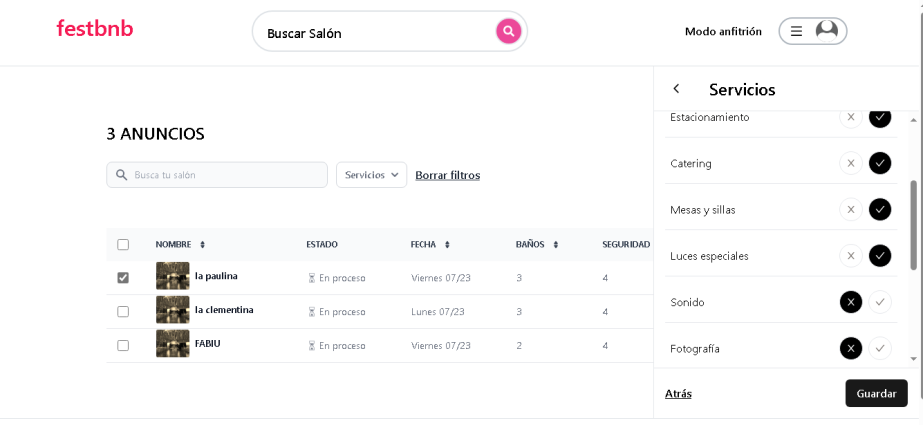 festbnb
Buscar Salón
Modo anfitrión
Servicios
Estacionamiento
3 ANUNCIOS
Catering
Busca tu salón
Servicios
Borrar filtros
Mesas y sillas
NOMBRE
ESTADO
FECHA
BAÑOS
SEGURIDAD
Luces especiales
la paulina
En proceso
Viernes 07/23
3
4
Sonido
la clementina
En proceso
Lunes 07/23
3
4
FABIU
En proceso
Viernes 07/23
2
4
Fotografía
Atrás
Guardar